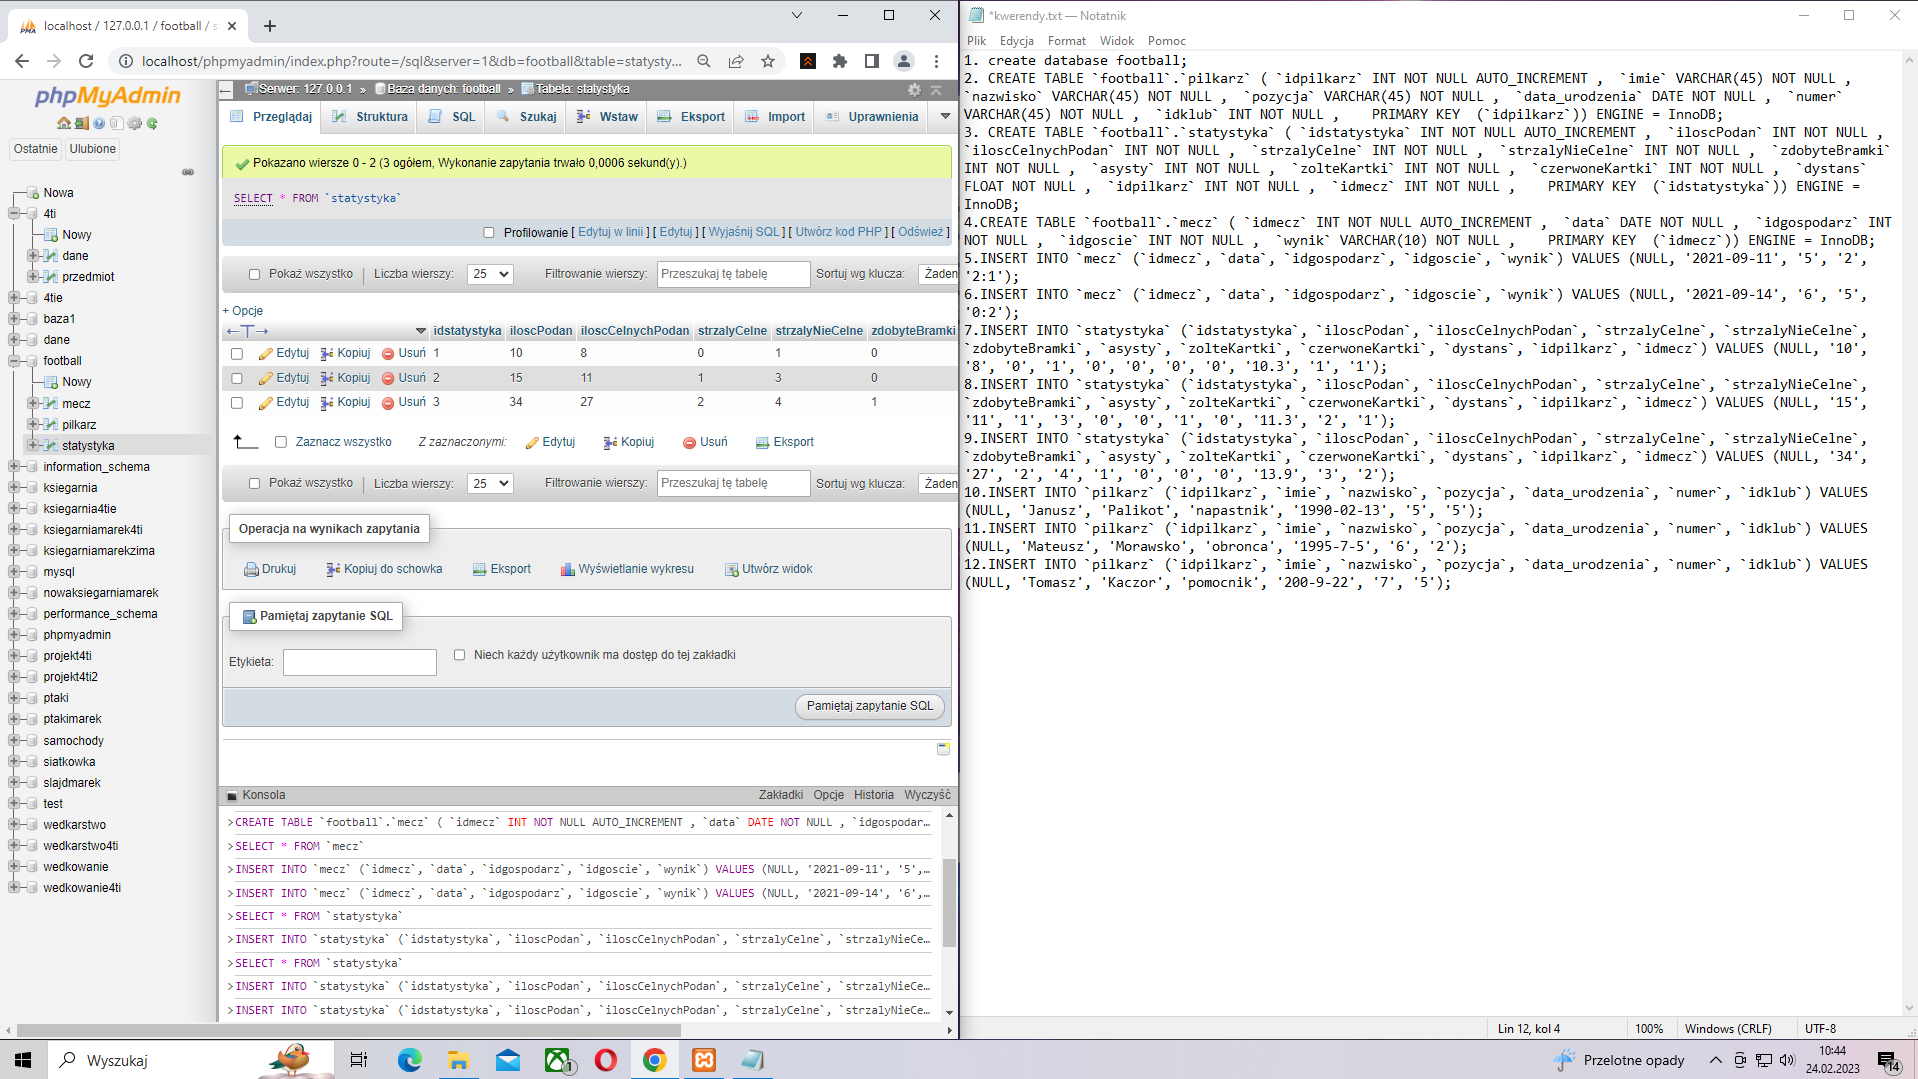 localhost / 127.0.0.1 / football / s
localhost/phpmyadmin/index.php?route=/sql&server=1&db=football&table=statysty...
phpMyAdmin
Ostatnie
Ulubione
Nowa
4ti
Nowy
dane
przedmiot
4tie
baza1
dane
football
Nowy
mecz
pilkarz
statystyka
information_schema
ksiegarnia
ksiegarnia4tie
ksiegarniamarek4ti
ksiegarniamarekzima
mysql
nowaksiegarniamarek
performance_schema
phpmyadmin
projekt4ti
projekt4ti2
ptaki
ptakimarek
samochody
siatkowka
slajdmarek
test
wedkarstwo
wedkarstwo4ti
wedkowanie
wedkowanie4ti
Serwer: 127.0.0.1 » Baza danych: football » Tabela: statystyka
Przeglądaj Struktura SQL Szukaj Wstaw Eksport Import Uprawnienia
Pokazano wiersze 0 - 2 (3 ogółem, Wykonanie zapytania trwało 0,0006 sekund(y).)
SELECT * FROM `statystyka`
Profilowanie [ Edytuj w linii ] [ Edytuj ] [ Wyjaśnij SQL ] [ Utwórz kod PHP ] [ Odśwież ]
Pokaż wszystko Liczba wierszy: 25 Filtrowanie wierszy: Przeszukaj tę tabelę Sortuj wg klucza: Żaden
+ Opcje
←T→ idstatystyka iloscPodan iloscCelnychPodan strzalyCelne strzalyNieCelne zdobyteBramki
Edytuj Kopiuj Usuń 1 10 8 0 1 0
Edytuj Kopiuj Usuń 2 15 11 1 3 0
Edytuj Kopiuj Usuń 3 34 27 2 4 1
Zaznacz wszystko Z zaznaczonymi: Edytuj Kopiuj Usuń Eksport
Pokaż wszystko Liczba wierszy: 25 Filtrowanie wierszy: Przeszukaj tę tabelę Sortuj wg klucza: Żaden
Operacja na wynikach zapytania
Drukuj Kopiuj do schowka Eksport Wyświetlanie wykresu Utwórz widok
Pamiętaj zapytanie SQL
Etykieta: Niech każdy użytkownik ma dostęp do tej zakładki
Pamiętaj zapytanie SQL
Konsola Zakładki Opcje Historia Wyczyść
>CREATE TABLE `football`.`mecz` ( `idmecz` INT NOT NULL AUTO_INCREMENT , `data` DATE NOT NULL , `idgospodar…
>SELECT * FROM `mecz`
>INSERT INTO `mecz` (`idmecz`, `data`, `idgospodarz`, `idgoscie`, `wynik`) VALUES (NULL, '2021-09-11', '5',…
>INSERT INTO `mecz` (`idmecz`, `data`, `idgospodarz`, `idgoscie`, `wynik`) VALUES (NULL, '2021-09-14', '6',…
>SELECT * FROM `statystyka`
>INSERT INTO `statystyka` (`idstatystyka`, `iloscPodan`, `iloscCelnychPodan`, `strzalyCelne`, `strzalyNieCe…
>SELECT * FROM `statystyka`
>INSERT INTO `statystyka` (`idstatystyka`, `iloscPodan`, `iloscCelnychPodan`, `strzalyCelne`, `strzalyNieCe…
>INSERT INTO `statystyka` (`idstatystyka`, `iloscPodan`, `iloscCelnychPodan`, `strzalyCelne`, `strzalyNieCe…
*kwerendy.txt — Notatnik
Plik Edycja Format Widok Pomoc
1. create database football;
2. CREATE TABLE `football`.`pilkarz` ( `idpilkarz` INT NOT NULL AUTO_INCREMENT , `imie` VARCHAR(45) NOT NULL ,
`nazwisko` VARCHAR(45) NOT NULL , `pozycja` VARCHAR(45) NOT NULL , `data_urodzenia` DATE NOT NULL , `numer`
VARCHAR(45) NOT NULL , `idklub` INT NOT NULL , PRIMARY KEY (`idpilkarz`)) ENGINE = InnoDB;
3. CREATE TABLE `football`.`statystyka` ( `idstatystyka` INT NOT NULL AUTO_INCREMENT , `iloscPodan` INT NOT NULL ,
`iloscCelnychPodan` INT NOT NULL , `strzalyCelne` INT NOT NULL , `strzalyNieCelne` INT NOT NULL , `zdobyteBramki`
INT NOT NULL , `asysty` INT NOT NULL , `zolteKartki` INT NOT NULL , `czerwoneKartki` INT NOT NULL , `dystans`
FLOAT NOT NULL , `idpilkarz` INT NOT NULL , `idmecz` INT NOT NULL , PRIMARY KEY (`idstatystyka`)) ENGINE =
InnoDB;
4.CREATE TABLE `football`.`mecz` ( `idmecz` INT NOT NULL AUTO_INCREMENT , `data` DATE NOT NULL , `idgospodarz` INT
NOT NULL , `idgoscie` INT NOT NULL , `wynik` VARCHAR(10) NOT NULL , PRIMARY KEY (`idmecz`)) ENGINE = InnoDB;
5.INSERT INTO `mecz` (`idmecz`, `data`, `idgospodarz`, `idgoscie`, `wynik`) VALUES (NULL, '2021-09-11', '5', '2',
'2:1');
6.INSERT INTO `mecz` (`idmecz`, `data`, `idgospodarz`, `idgoscie`, `wynik`) VALUES (NULL, '2021-09-14', '6', '5',
'0:2');
7.INSERT INTO `statystyka` (`idstatystyka`, `iloscPodan`, `iloscCelnychPodan`, `strzalyCelne`, `strzalyNieCelne`,
`zdobyteBramki`, `asysty`, `zolteKartki`, `czerwoneKartki`, `dystans`, `idpilkarz`, `idmecz`) VALUES (NULL, '10',
'8', '0', '1', '0', '0', '0', '0', '10.3', '1', '1');
8.INSERT INTO `statystyka` (`idstatystyka`, `iloscPodan`, `iloscCelnychPodan`, `strzalyCelne`, `strzalyNieCelne`,
`zdobyteBramki`, `asysty`, `zolteKartki`, `czerwoneKartki`, `dystans`, `idpilkarz`, `idmecz`) VALUES (NULL, '15',
'11', '1', '3', '0', '0', '1', '0', '11.3', '2', '1');
9.INSERT INTO `statystyka` (`idstatystyka`, `iloscPodan`, `iloscCelnychPodan`, `strzalyCelne`, `strzalyNieCelne`,
`zdobyteBramki`, `asysty`, `zolteKartki`, `czerwoneKartki`, `dystans`, `idpilkarz`, `idmecz`) VALUES (NULL, '34',
'27', '2', '4', '1', '0', '0', '0', '13.9', '3', '2');
10.INSERT INTO `pilkarz` (`idpilkarz`, `imie`, `nazwisko`, `pozycja`, `data_urodzenia`, `numer`, `idklub`) VALUES
(NULL, 'Janusz', 'Palikot', 'napastnik', '1990-02-13', '5', '5');
11.INSERT INTO `pilkarz` (`idpilkarz`, `imie`, `nazwisko`, `pozycja`, `data_urodzenia`, `numer`, `idklub`) VALUES
(NULL, 'Mateusz', 'Morawsko', 'obronca', '1995-7-5', '6', '2');
12.INSERT INTO `pilkarz` (`idpilkarz`, `imie`, `nazwisko`, `pozycja`, `data_urodzenia`, `numer`, `idklub`) VALUES
(NULL, 'Tomasz', 'Kaczor', 'pomocnik', '200-9-22', '7', '5');
Lin 12, kol 4 100% Windows (CRLF) UTF-8
Wyszukaj
1
Przelotne opady
10:44
24.02.2023
14